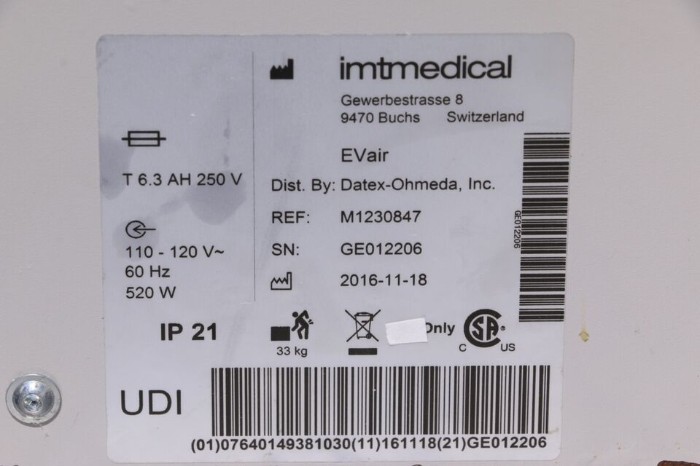 imtmedical
Gewerbestrasse 8
9470 Buchs Switzerland
EVair
T 6.3 AH 250 V
Dist. By: Datex-Ohmeda, Inc.
REF: M1230847
110 - 120 V~
60 Hz
520 W
SN: GE012206
2016-11-18
GE012206
IP 21
33 kg
Only
C SA US
UDI
(01)07640149381030(11)161118(21)GE012206